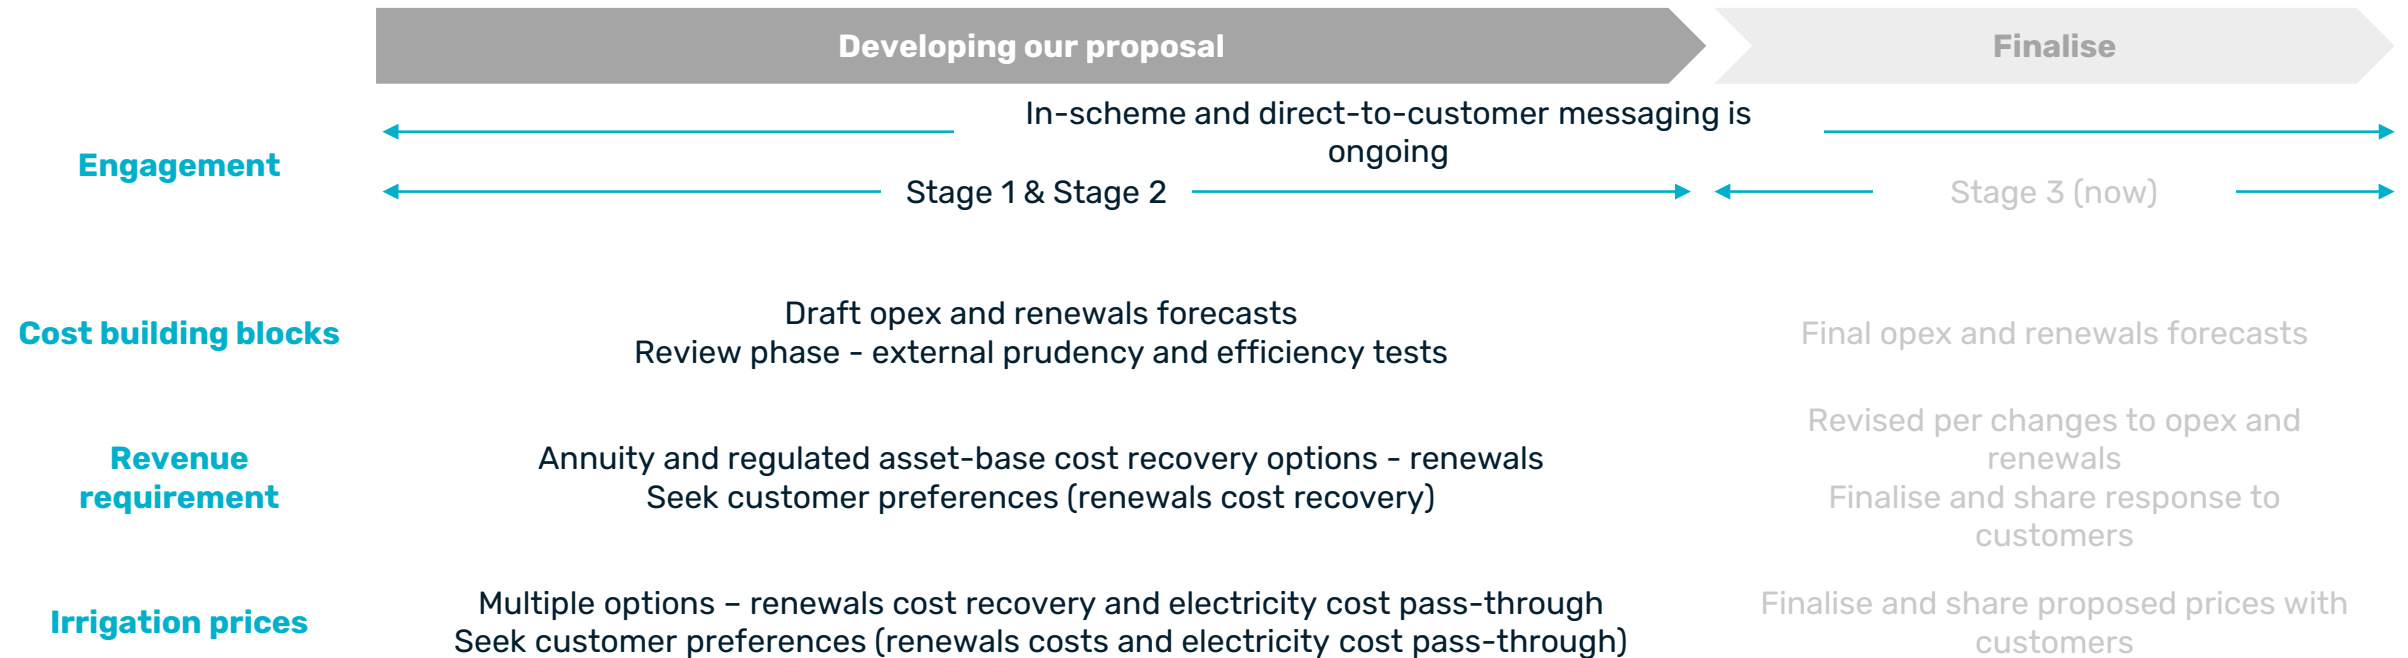 Developing our proposal
Finalise
Engagement
In-scheme and direct-to-customer messaging is
ongoing
Stage 1 & Stage 2
Stage 3 (now)
Cost building blocks
Draft opex and renewals forecasts
Review phase - external prudency and efficiency tests
Final opex and renewals forecasts
Revenue
requirement
Annuity and regulated asset-base cost recovery options - renewals
Seek customer preferences (renewals cost recovery)
Revised per changes to opex and
renewals
Finalise and share response to
customers
Irrigation prices
Multiple options – renewals cost recovery and electricity cost pass-through
Seek customer preferences (renewals costs and electricity cost pass-through)
Finalise and share proposed prices with
customers